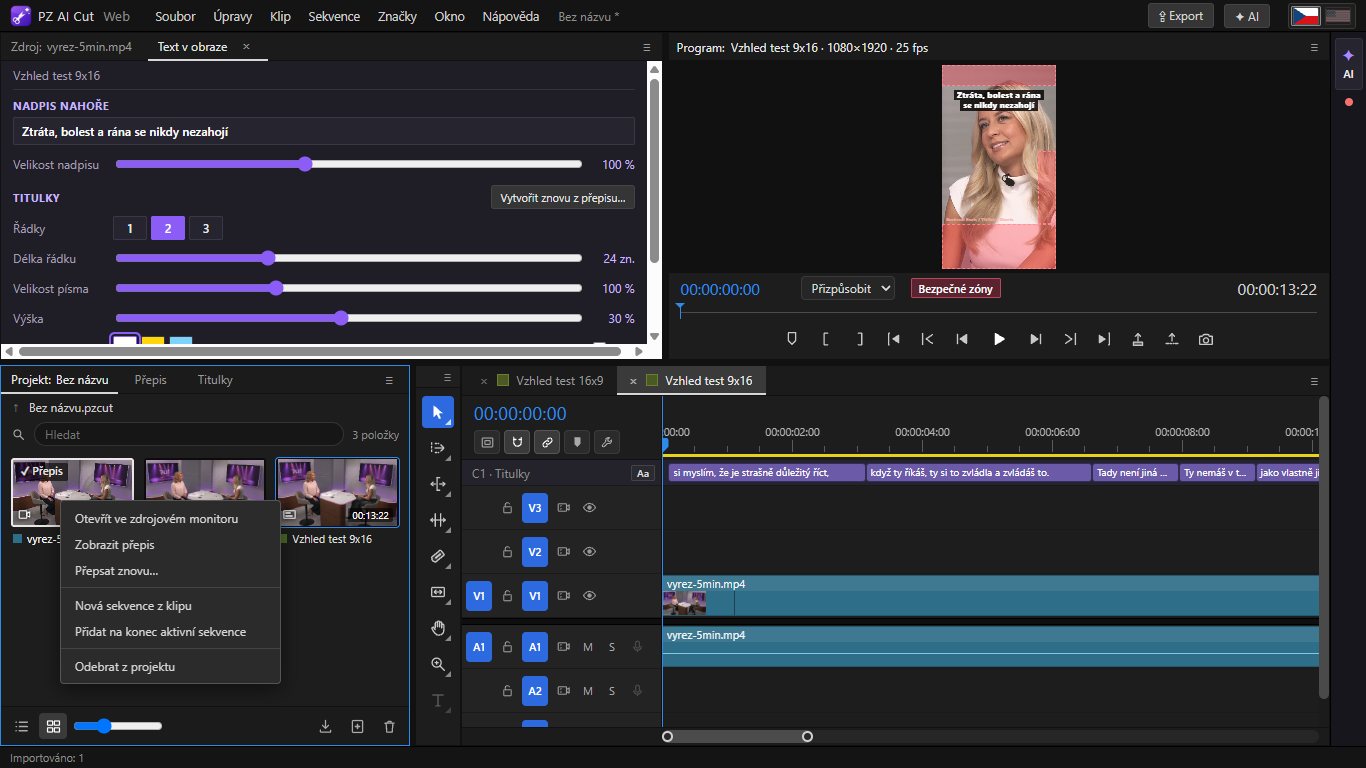 PZ AI Cut Web Soubor Úpravy Klip Sekvence Značky Okno Nápověda Bez názvu * Export AI
Zdroj: vyrez-5min.mp4 Text v obraze ×
Vzhled test 9x16
NADPIS NAHOŘE
Ztráta, bolest a rána se nikdy nezahojí
Velikost nadpisu 100 %
TITULKY Vytvořit znovu z přepisu...
Řádky 1 2 3
Délka řádku 24 zn.
Velikost písma 100 %
Výška 30 %
Program: Vzhled test 9x16 · 1080×1920 · 25 fps
Ztráta, bolest a rána
se nikdy nezahojí
00:00:00:00 Přizpůsobit Bezpečné zóny 00:00:13:22
AI
Projekt: Bez názvu Přepis Titulky
Bez názvu.pzcut
Hledat 3 položky
✓ Přepis
00:13:22
vyrez-5 Vzhled test 9x16
Otevřít ve zdrojovém monitoru
Zobrazit přepis
Přepsat znovu...
Nová sekvence z klipu
Přidat na konec aktivní sekvence
Odebrat z projektu
× Vzhled test 16x9 × Vzhled test 9x16
00:00:00:00
:00:00 00:00:02:00 00:00:04:00 00:00:06:00 00:00:08:00 00:00:1
C1 · Titulky Aa si myslím, že je strašně důležitý říct, když ty říkáš, ty si to zvládla a zvládáš to. Tady není jiná ... Ty nemáš v t... jako vlastně ji
V3
V2
V1 V1 vyrez-5min.mp4
A1 A1 M S vyrez-5min.mp4
A2 M S
Importováno: 1